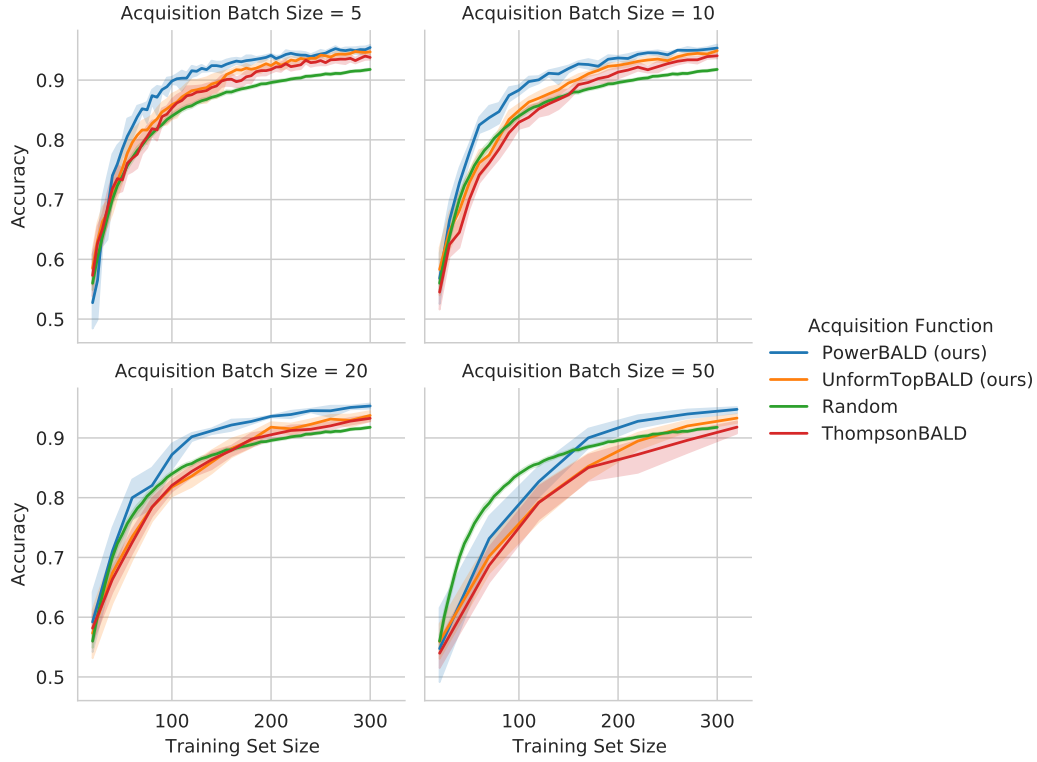 Acquisition Batch Size = 5
Acquisition Batch Size = 10
0.9
0.8
0.7
0.6
0.5
Accuracy
Acquisition Function
PowerBALD (ours)
UnformTopBALD (ours)
Random
ThompsonBALD
Acquisition Batch Size = 20
Acquisition Batch Size = 50
0.9
0.8
0.7
0.6
0.5
Accuracy
100 200 300
100 200 300
Training Set Size
Training Set Size